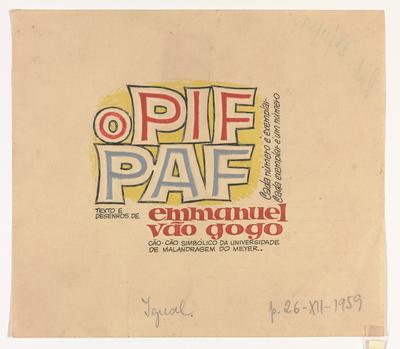 O PIF
PAF
Cada número é exemplar
Cada exemplar é um número
TEXTO E
DESENHOS DE
emmanuel
vão gogo
CÃO-CÃO SIMBÓLICO DA UNIVERSIDADE
DE MALANDRAGEM DO MEYER..
Igual.
p. 26-XII-1959